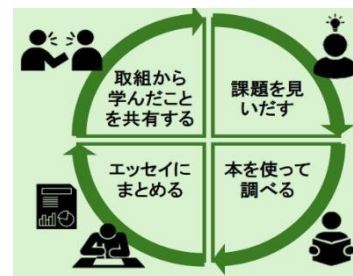 取組から
学んだこと
を共有する
課題を見
いだす
エッセイに
まとめる
本を使って
調べる